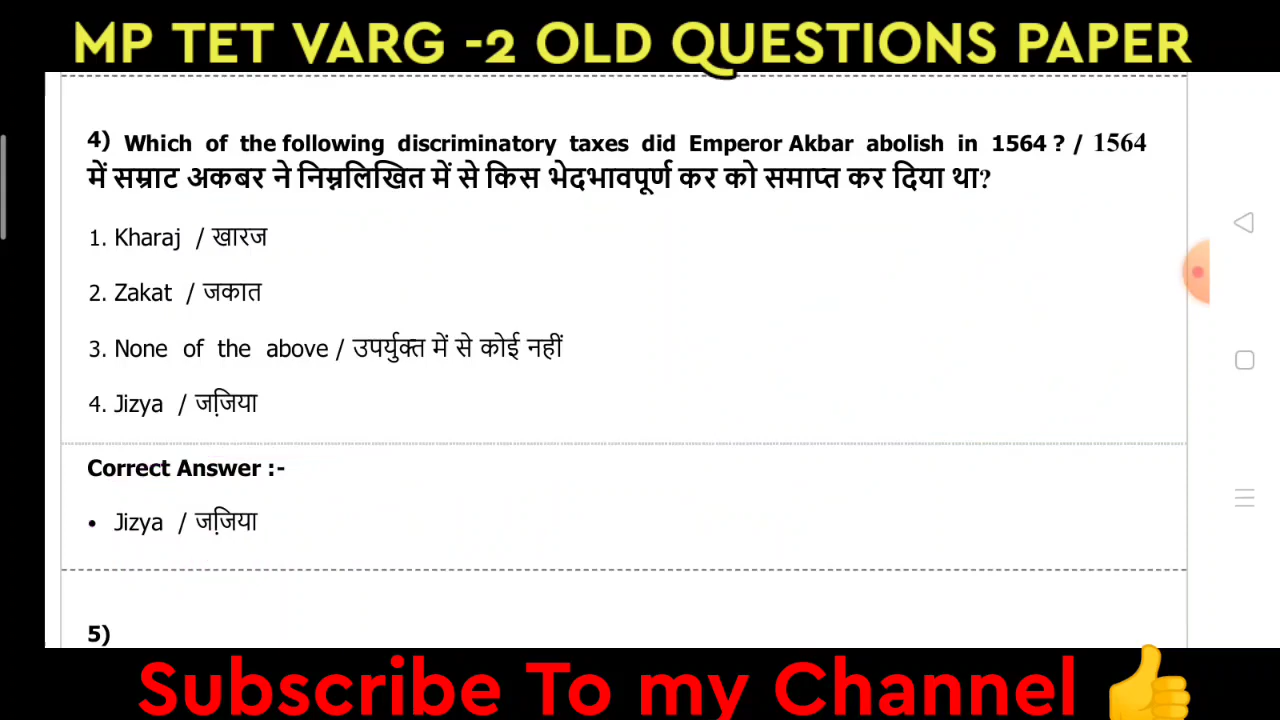 MP TET VARG -2 OLD QUESTIONS PAPER
4) Which of the following discriminatory taxes did Emperor Akbar abolish in 1564 ? / 1564
में सम्राट अकबर ने निम्नलिखित में से किस भेदभावपूर्ण कर को समाप्त कर दिया था?
1. Kharaj / खारज
2. Zakat / जकात
3. None of the above / उपर्युक्त में से कोई नहीं
4. Jizya / जज़िया
Correct Answer :-
• Jizya / जज़िया
5)
Subscribe To my Channel 👍